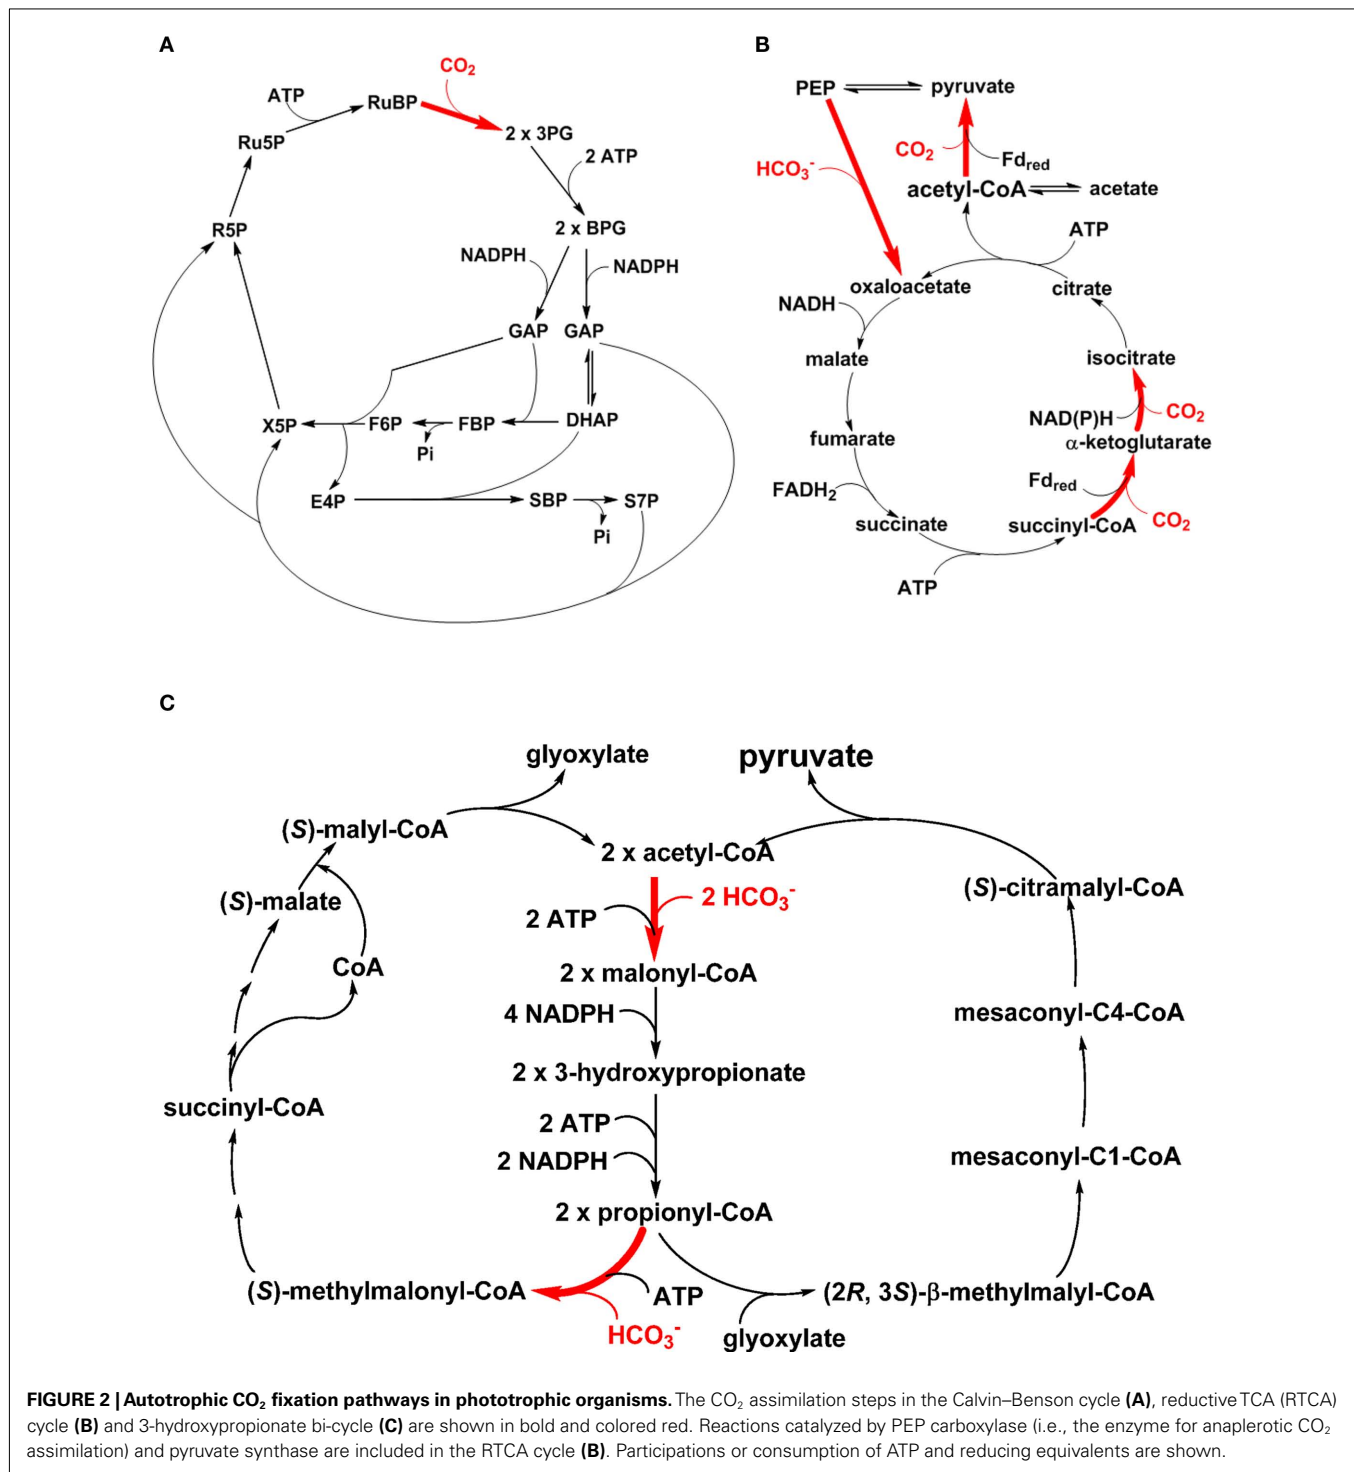 A
CO2
ATP
RuBP
2 x 3PG
Ru5P
2 ATP
R5P
2 x BPG
NADPH
NADPH
GAP
GAP
X5P
F6P
FBP
DHAP
Pi
E4P
SBP
S7P
Pi
B
PEP
pyruvate
CO2
Fdred
HCO3-
acetyl-CoA
acetate
ATP
oxaloacetate
citrate
NADH
malate
isocitrate
NAD(P)H
CO2
fumarate
α-ketoglutarate
FADH2
Fdred
succinate
succinyl-CoA
CO2
ATP
C
glyoxylate
pyruvate
(S)-malyl-CoA
2 x acetyl-CoA
(S)-malate
(S)-citramalyl-CoA
2 HCO3-
2 ATP
CoA
2 x malonyl-CoA
4 NADPH
mesaconyl-C4-CoA
2 x 3-hydroxypropionate
succinyl-CoA
2 ATP
2 NADPH
mesaconyl-C1-CoA
2 x propionyl-CoA
(S)-methylmalonyl-CoA
ATP
(2R, 3S)-β-methylmalyl-CoA
HCO3-
glyoxylate
FIGURE 2 | Autotrophic CO2 fixation pathways in phototrophic organisms. The CO2 assimilation steps in the Calvin–Benson cycle (A), reductive TCA (RTCA)
cycle (B) and 3-hydroxypropionate bi-cycle (C) are shown in bold and colored red. Reactions catalyzed by PEP carboxylase (i.e., the enzyme for anaplerotic CO2
assimilation) and pyruvate synthase are included in the RTCA cycle (B). Participations or consumption of ATP and reducing equivalents are shown.